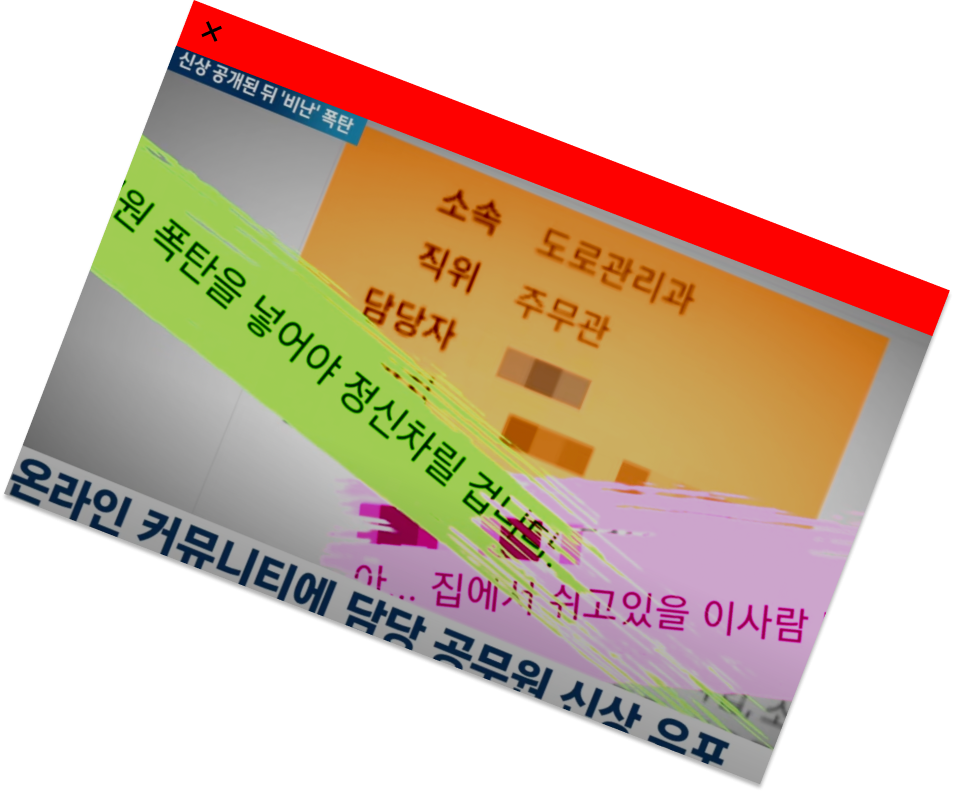 신상 공개된 뒤 '비난' 폭탄
소속 도로관리과
직위 주무관
담당자
폭탄을 넣어야 정신차릴 겁니다.
아... 집에서 쉬고있을 이사람
온라인 커뮤니티에 담당 공무원 신상